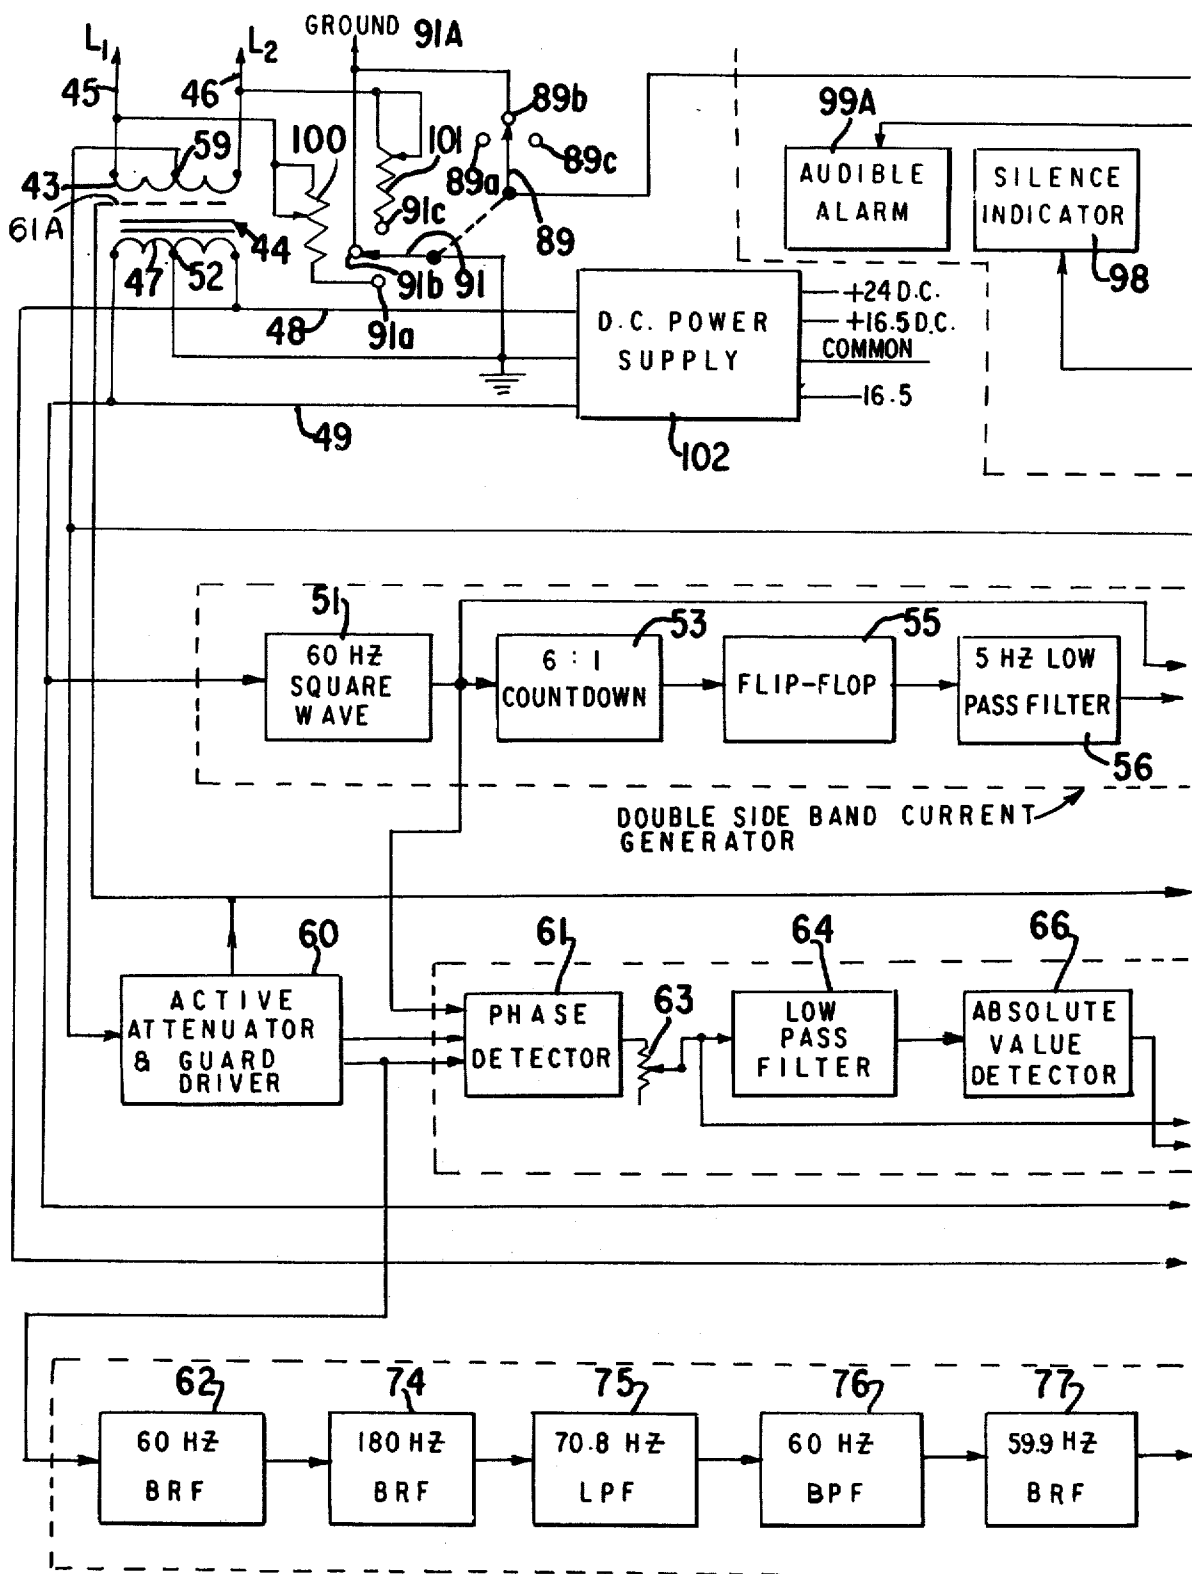 GROUND 91A
L1
L2
45
46
89b
99A
59
100
101
89a
89c
AUDIBLE
ALARM
SILENCE
INDICATOR
43
61A
91c
89
44
47
52
91b
91
98
48
91a
D.C. POWER
SUPPLY
+24 D.C.
+16.5 D.C.
COMMON
-16.5
49
102
51
53
55
60 HZ
SQUARE
WAVE
6 : 1
COUNTDOWN
FLIP-FLOP
5 HZ LOW
PASS FILTER
56
DOUBLE SIDE BAND CURRENT
GENERATOR
60
61
64
66
63
ACTIVE
ATTENUATOR
& GUARD
DRIVER
PHASE
DETECTOR
LOW
PASS
FILTER
ABSOLUTE
VALUE
DETECTOR
62
74
75
76
77
60 HZ
BRF
180 HZ
BRF
70.8 HZ
LPF
60 HZ
BPF
59.9 HZ
BRF